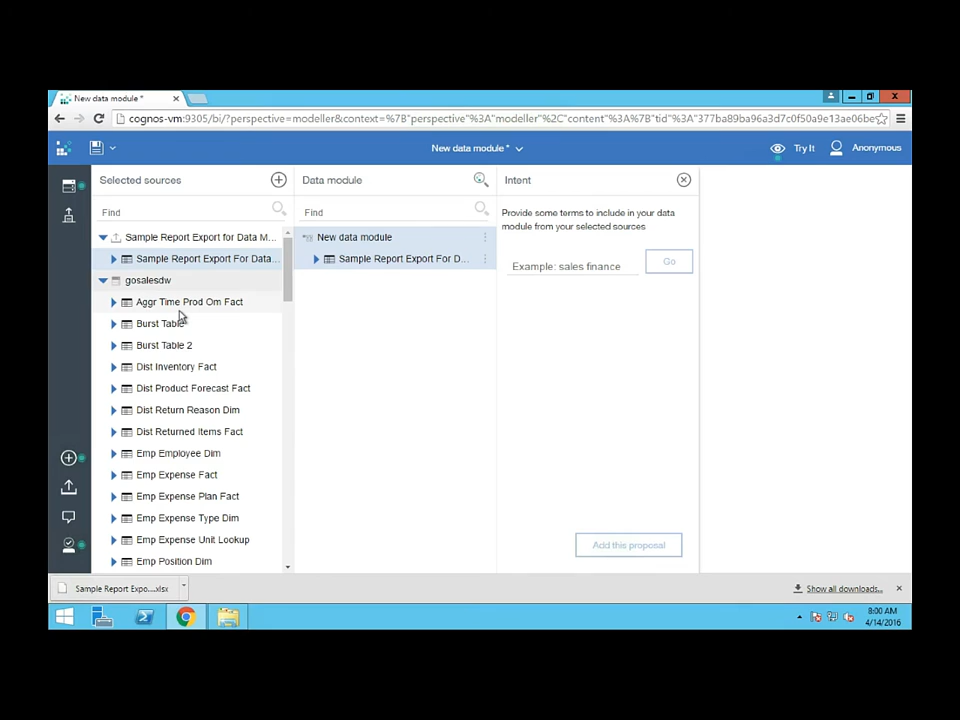 New data module *
cognos-vm:9305/bi/?perspective=modeller&context=%7B"perspective"%3A"modeller"%2C"content"%3A%7B"tid"%3A"377ba89ba96a3d7c0f50a9e13ae06be
New data module *
Try It
Anonymous
Selected sources
Data module
Intent
Find
Find
Provide some terms to include in your data
module from your selected sources
Sample Report Export for Data M...
New data module
Sample Report Export For Data...
Sample Report Export For D...
Example: sales finance
Go
gosalesdw
Aggr Time Prod Om Fact
Burst Table
Burst Table 2
Dist Inventory Fact
Dist Product Forecast Fact
Dist Return Reason Dim
Dist Returned Items Fact
Emp Employee Dim
Emp Expense Fact
Emp Expense Plan Fact
Emp Expense Type Dim
Emp Expense Unit Lookup
Add this proposal
Emp Position Dim
Sample Report Expo....xlsx
Show all downloads...
8:00 AM
4/14/2016